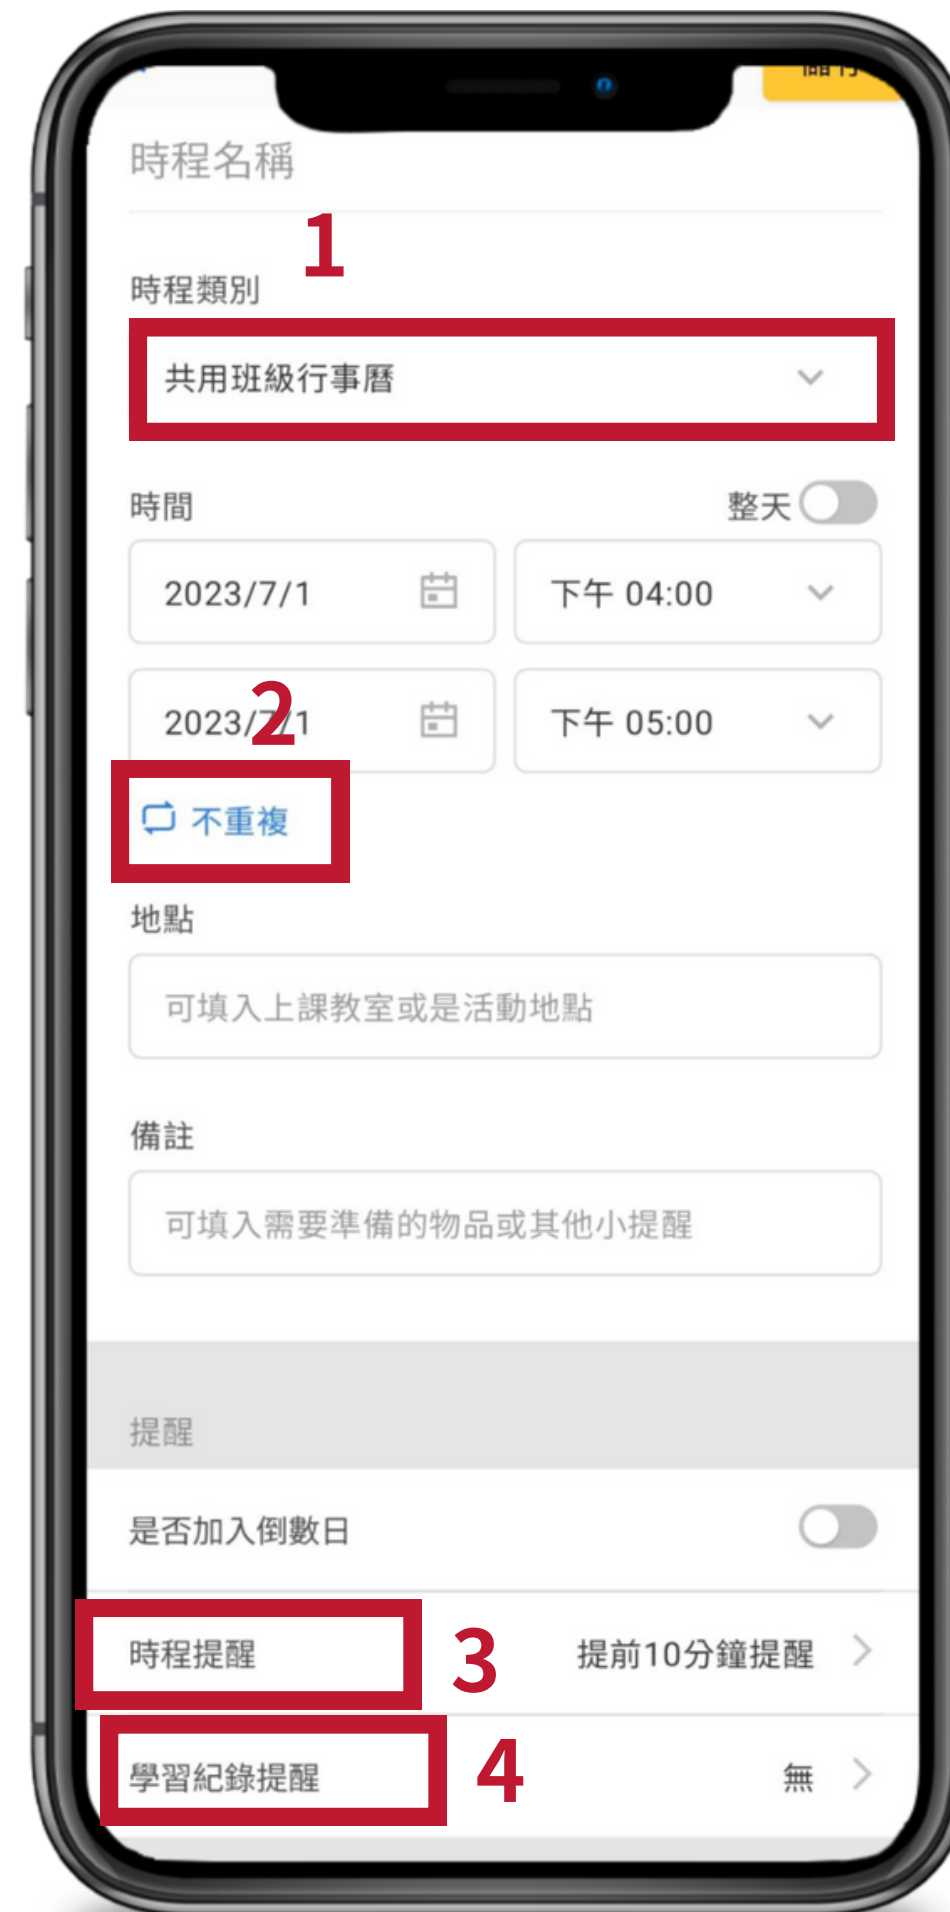 時程名稱
1
時程類別
共用班級行事曆
時間 整天
2023/7/1 下午 04:00
2023/7/1 下午 05:00
2
不重複
地點
可填入上課教室或是活動地點
備註
可填入需要準備的物品或其他小提醒
提醒
是否加入倒數日
時程提醒 3 提前10分鐘提醒
學習紀錄提醒 4 無